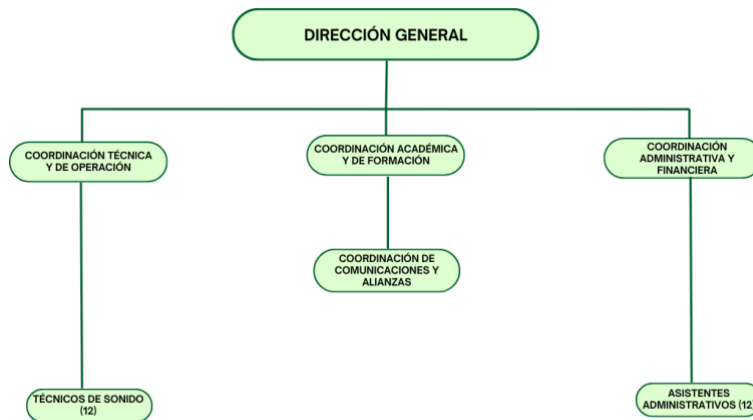 DIRECCIÓN GENERAL
COORDINACIÓN TÉCNICA
Y DE OPERACIÓN
COORDINACIÓN ACADÉMICA
Y DE FORMACIÓN
COORDINACIÓN
ADMINISTRATIVA Y
FINANCIERA
COORDINACIÓN DE
COMUNICACIONES Y
ALIANZAS
TÉCNICOS DE SONIDO
(12)
ASISTENTES
ADMINISTRATIVOS (12)